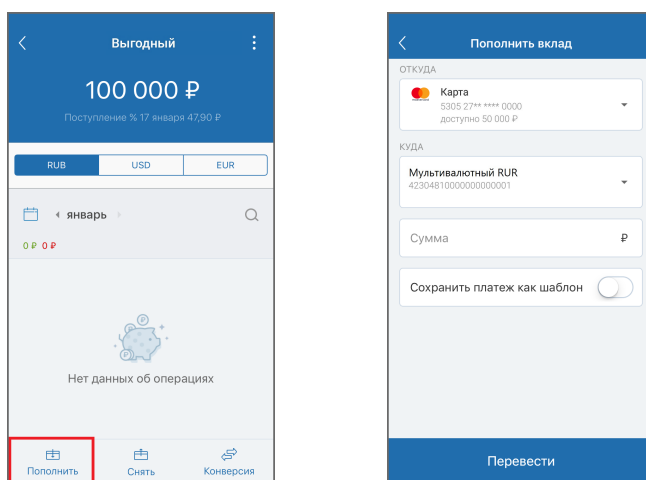 Выгодный
100 000 ₽
Поступление % 17 января 47,90 ₽
RUB USD EUR
январь
0 ₽ 0 ₽
Нет данных об операциях
Пополнить Снять Конверсия
Пополнить вклад
ОТКУДА
Карта
5305 27** **** 0000
доступно 50 000 ₽
КУДА
Мультивалютный RUR
42304810000000000001
Сумма ₽
Сохранить платеж как шаблон
Перевести